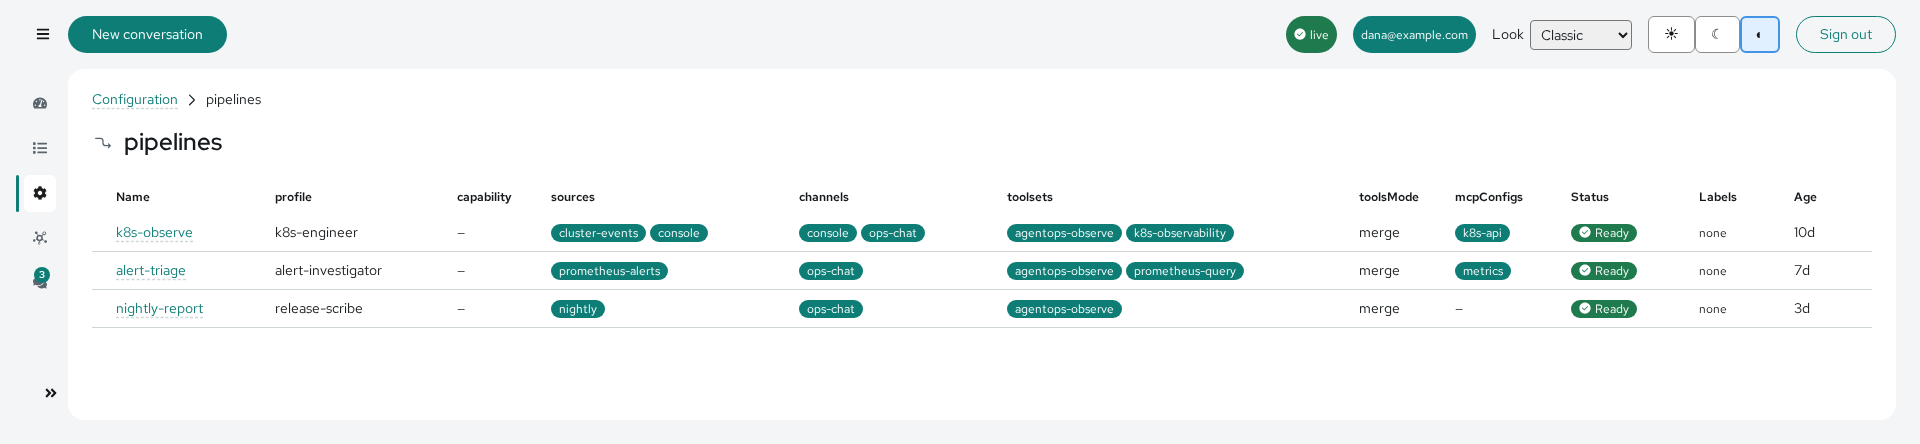 New conversation
live
dana@example.com
Look
Classic
Sign out
Configuration
pipelines
pipelines
Name profile capability sources channels toolsets toolsMode mcpConfigs Status Labels Age
k8s-observe k8s-engineer – cluster-events console console ops-chat agentops-observe k8s-observability merge k8s-api Ready none 10d
alert-triage alert-investigator – prometheus-alerts ops-chat agentops-observe prometheus-query merge metrics Ready none 7d
3
nightly-report release-scribe – nightly ops-chat agentops-observe merge – Ready none 3d